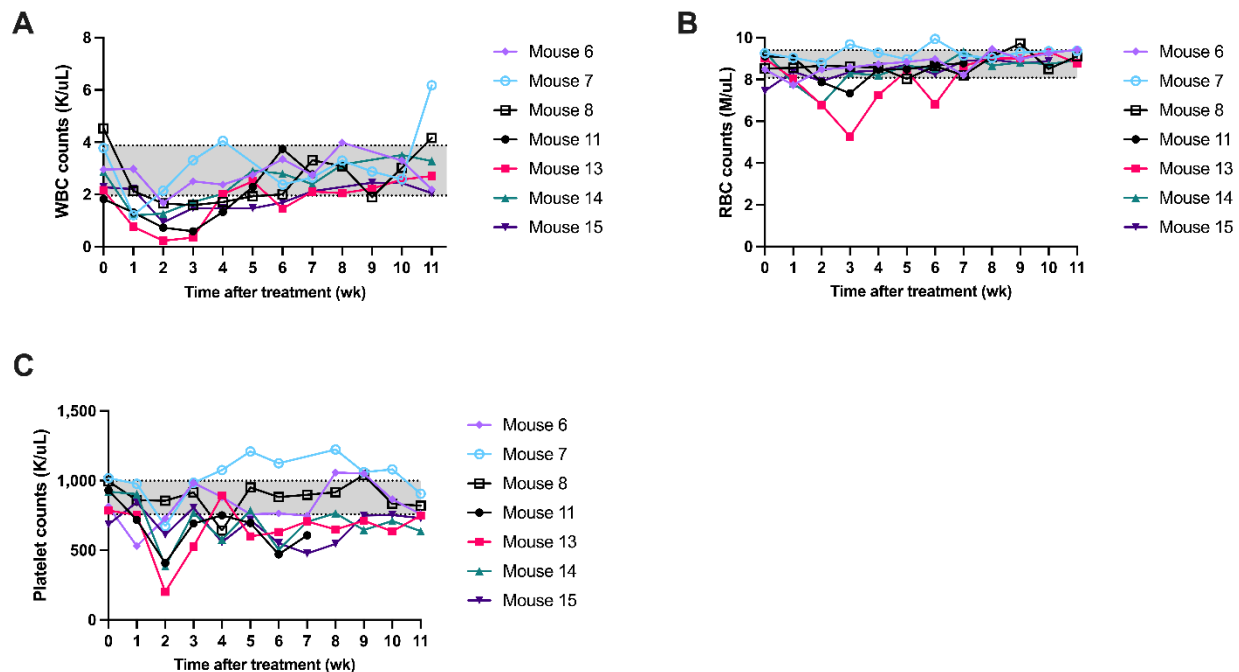 A
WBC counts (K/uL)
8
6
4
2
0
0 1 2 3 4 5 6 7 8 9 10 11
Time after treatment (wk)
Mouse 6
Mouse 7
Mouse 8
Mouse 11
Mouse 13
Mouse 14
Mouse 15
B
RBC counts (M/uL)
10
8
6
4
2
0
0 1 2 3 4 5 6 7 8 9 10 11
Time after treatment (wk)
Mouse 6
Mouse 7
Mouse 8
Mouse 11
Mouse 13
Mouse 14
Mouse 15
C
Platelet counts (K/uL)
1,500
1,000
500
0
0 1 2 3 4 5 6 7 8 9 10 11
Time after treatment (wk)
Mouse 6
Mouse 7
Mouse 8
Mouse 11
Mouse 13
Mouse 14
Mouse 15